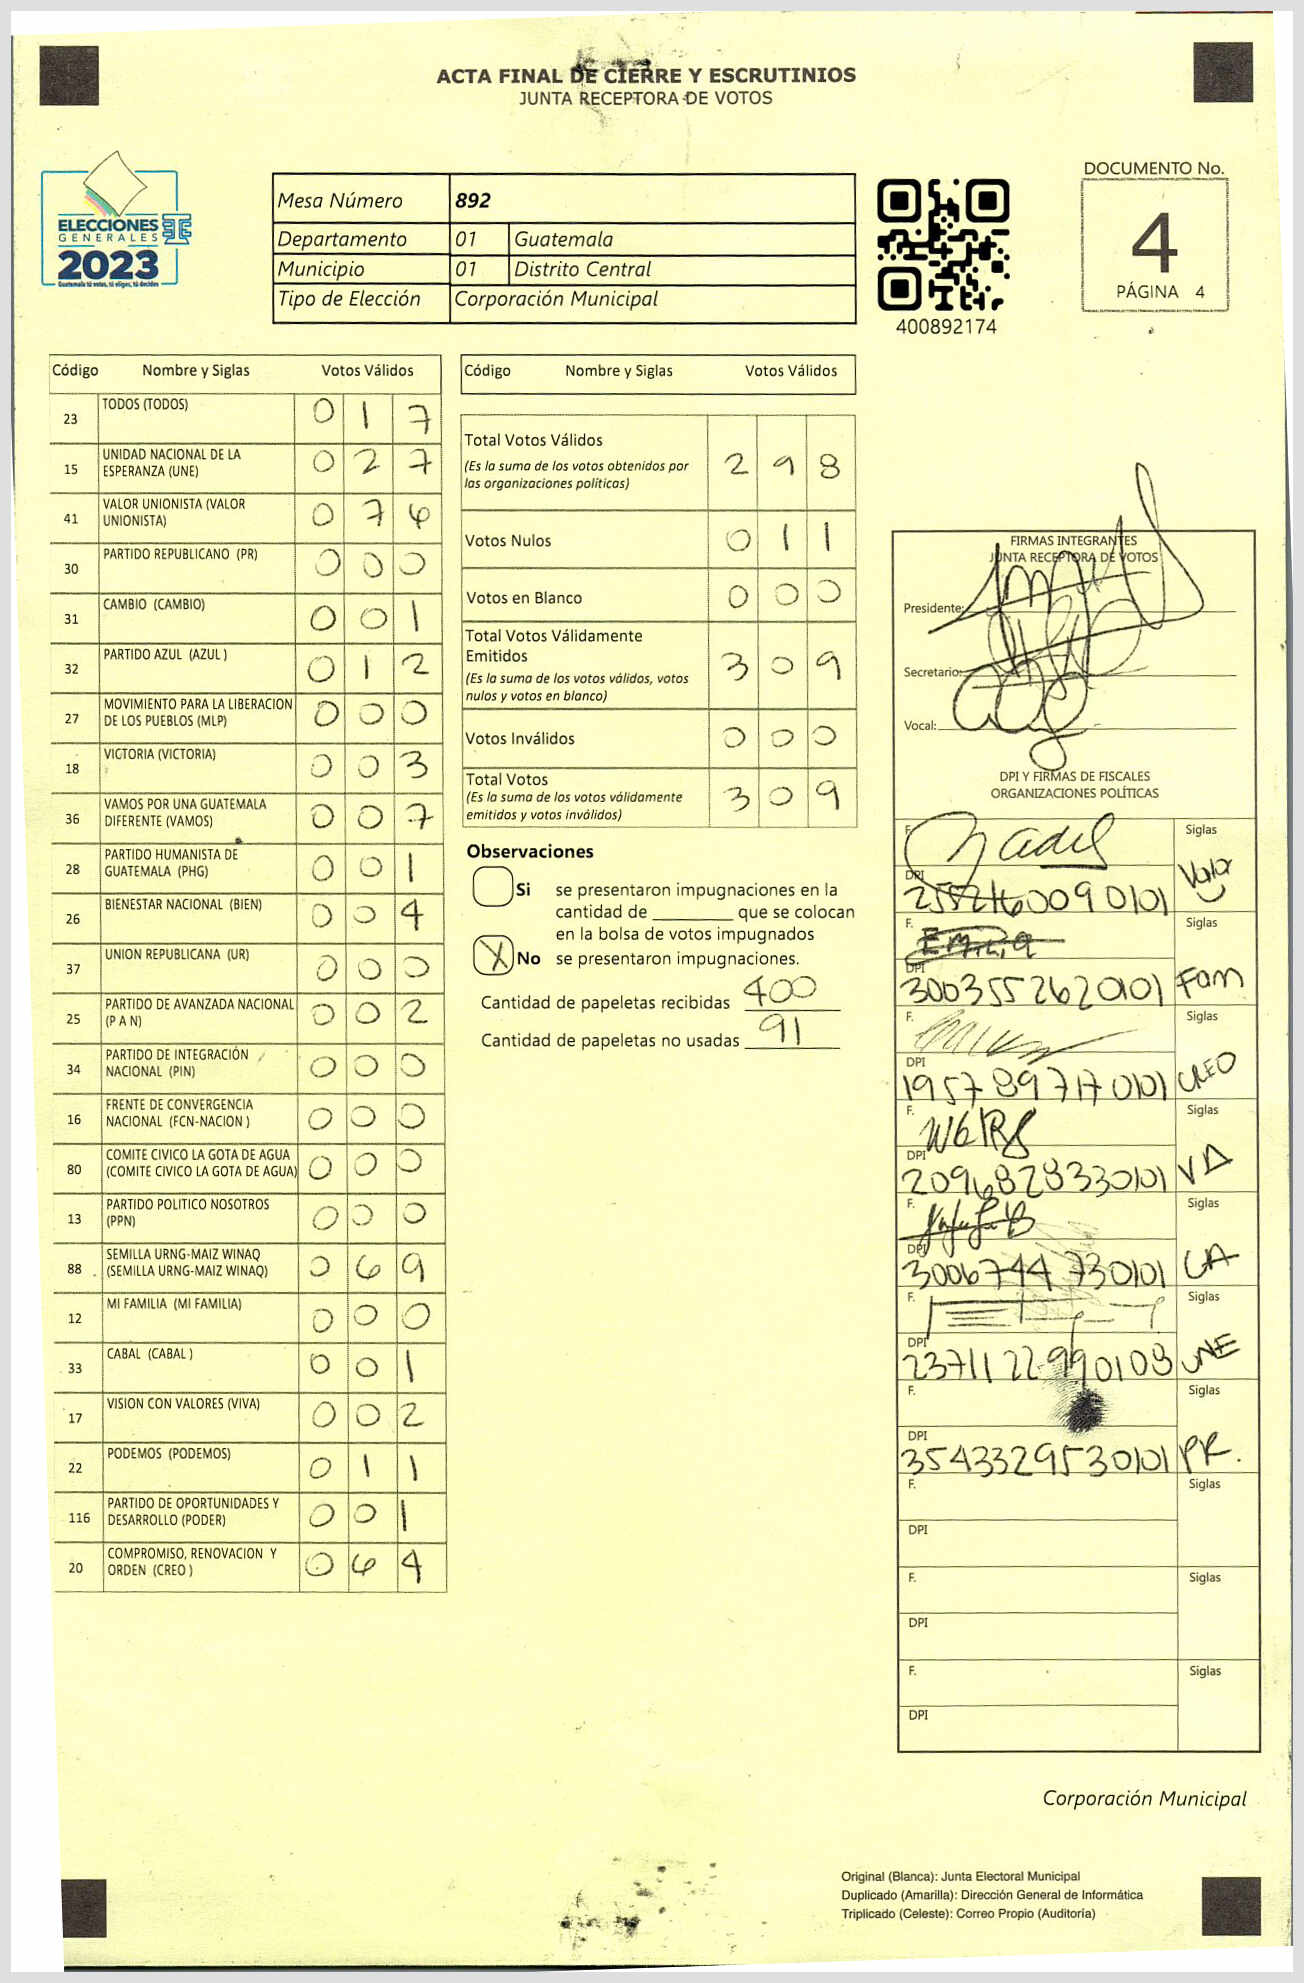 ACTA FINAL DE CIERRE Y ESCRUTINIOS
JUNTA RECEPTORA DE VOTOS
ELECCIONES
GENERALES
2023
Guatemala tú votas, tú eliges, tú decides
Mesa Número 892
Departamento 01 Guatemala
Municipio 01 Distrito Central
Tipo de Elección Corporación Municipal
400892174
DOCUMENTO No.
4
PÁGINA 4
Código Nombre y Siglas Votos Válidos
23 TODOS (TODOS) 0 1 7
15 UNIDAD NACIONAL DE LA
ESPERANZA (UNE) 0 2 7
41 VALOR UNIONISTA (VALOR
UNIONISTA) 0 7 6
30 PARTIDO REPUBLICANO (PR) 0 0 0
31 CAMBIO (CAMBIO) 0 0 1
32 PARTIDO AZUL (AZUL ) 0 1 2
27 MOVIMIENTO PARA LA LIBERACION
DE LOS PUEBLOS (MLP) 0 0 0
18 VICTORIA (VICTORIA) 0 0 3
36 VAMOS POR UNA GUATEMALA
DIFERENTE (VAMOS) 0 0 7
28 PARTIDO HUMANISTA DE
GUATEMALA (PHG) 0 0 1
26 BIENESTAR NACIONAL (BIEN) 0 0 4
37 UNION REPUBLICANA (UR) 0 0 0
25 PARTIDO DE AVANZADA NACIONAL
(P A N) 0 0 2
34 PARTIDO DE INTEGRACIÓN
NACIONAL (PIN) 0 0 0
16 FRENTE DE CONVERGENCIA
NACIONAL (FCN-NACION ) 0 0 0
80 COMITE CIVICO LA GOTA DE AGUA
(COMITE CIVICO LA GOTA DE AGUA) 0 0 0
13 PARTIDO POLITICO NOSOTROS
(PPN) 0 0 0
88 SEMILLA URNG-MAIZ WINAQ
(SEMILLA URNG-MAIZ WINAQ) 0 6 9
12 MI FAMILIA (MI FAMILIA) 0 0 0
33 CABAL (CABAL ) 0 0 1
17 VISION CON VALORES (VIVA) 0 0 2
22 PODEMOS (PODEMOS) 0 1 1
116 PARTIDO DE OPORTUNIDADES Y
DESARROLLO (PODER) 0 0 1
20 COMPROMISO, RENOVACION Y
ORDEN (CREO ) 0 6 4
Código Nombre y Siglas Votos Válidos
Total Votos Válidos 2 9 8
(Es la suma de los votos obtenidos por
las organizaciones políticas)
Votos Nulos 0 1 1
Votos en Blanco 0 0 0
Total Votos Válidamente
Emitidos 3 0 9
(Es la suma de los votos válidos, votos
nulos y votos en blanco)
Votos Inválidos 0 0 0
Total Votos 3 0 9
(Es la suma de los votos válidamente
emitidos y votos inválidos)
Observaciones
Si se presentaron impugnaciones en la
cantidad de ________ que se colocan
en la bolsa de votos impugnados
X No se presentaron impugnaciones.
Cantidad de papeletas recibidas 400
Cantidad de papeletas no usadas 91
FIRMAS INTEGRANTES
JUNTA RECEPTORA DE VOTOS
Presidente:
Secretario:
Vocal:
DPI Y FIRMAS DE FISCALES
ORGANIZACIONES POLÍTICAS
F. Siglas
DPI Valor
F. Siglas
DPI
3003552620101 Fam
F. Siglas
DPI
1957897170101 CREO
F. Siglas
DPI
2096828330101 VA
F. Siglas
DPI
3006744730101 CA
F. Siglas
DPI
2371122990108 UNE
F. Siglas
DPI
3543329530101 PR.
F. Siglas
DPI
F. Siglas
DPI
F. Siglas
DPI
Corporación Municipal
Original (Blanca): Junta Electoral Municipal
Duplicado (Amarilla): Dirección General de Informática
Triplicado (Celeste): Correo Propio (Auditoría)